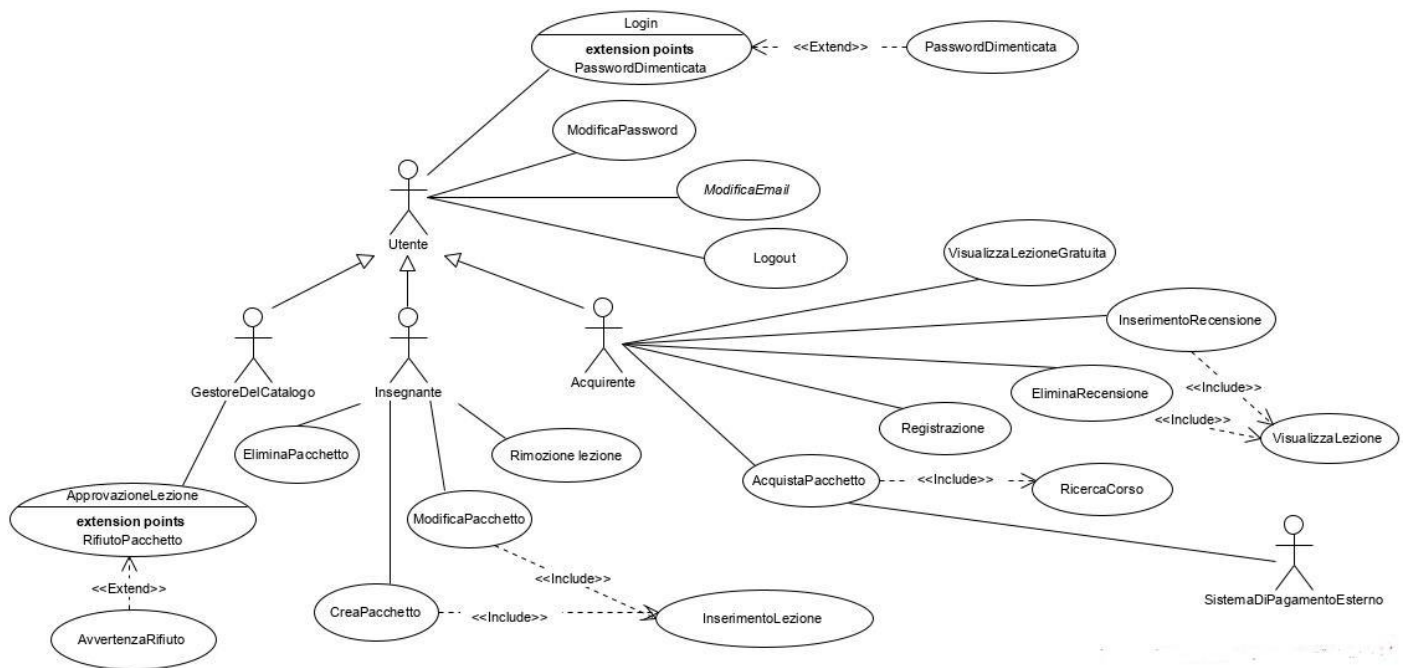 Login
extension points
PasswordDimenticata
<<Extend>>
PasswordDimenticata
ModificaPassword
ModificaEmail
Utente
Logout
VisualizzaLezioneGratuita
InserimentoRecensione
GestoreDelCatalogo
Insegnante
Acquirente
EliminaRecensione
<<Include>>
<<Include>>
Registrazione
VisualizzaLezione
EliminaPacchetto
Rimozione lezione
AcquistaPacchetto
<<Include>>
RicercaCorso
ApprovazioneLezione
extension points
RifiutoPacchetto
ModificaPacchetto
<<Extend>>
<<Include>>
SistemaDiPagamentoEsterno
CreaPacchetto
<<Include>>
InserimentoLezione
AvvertenzaRifiuto